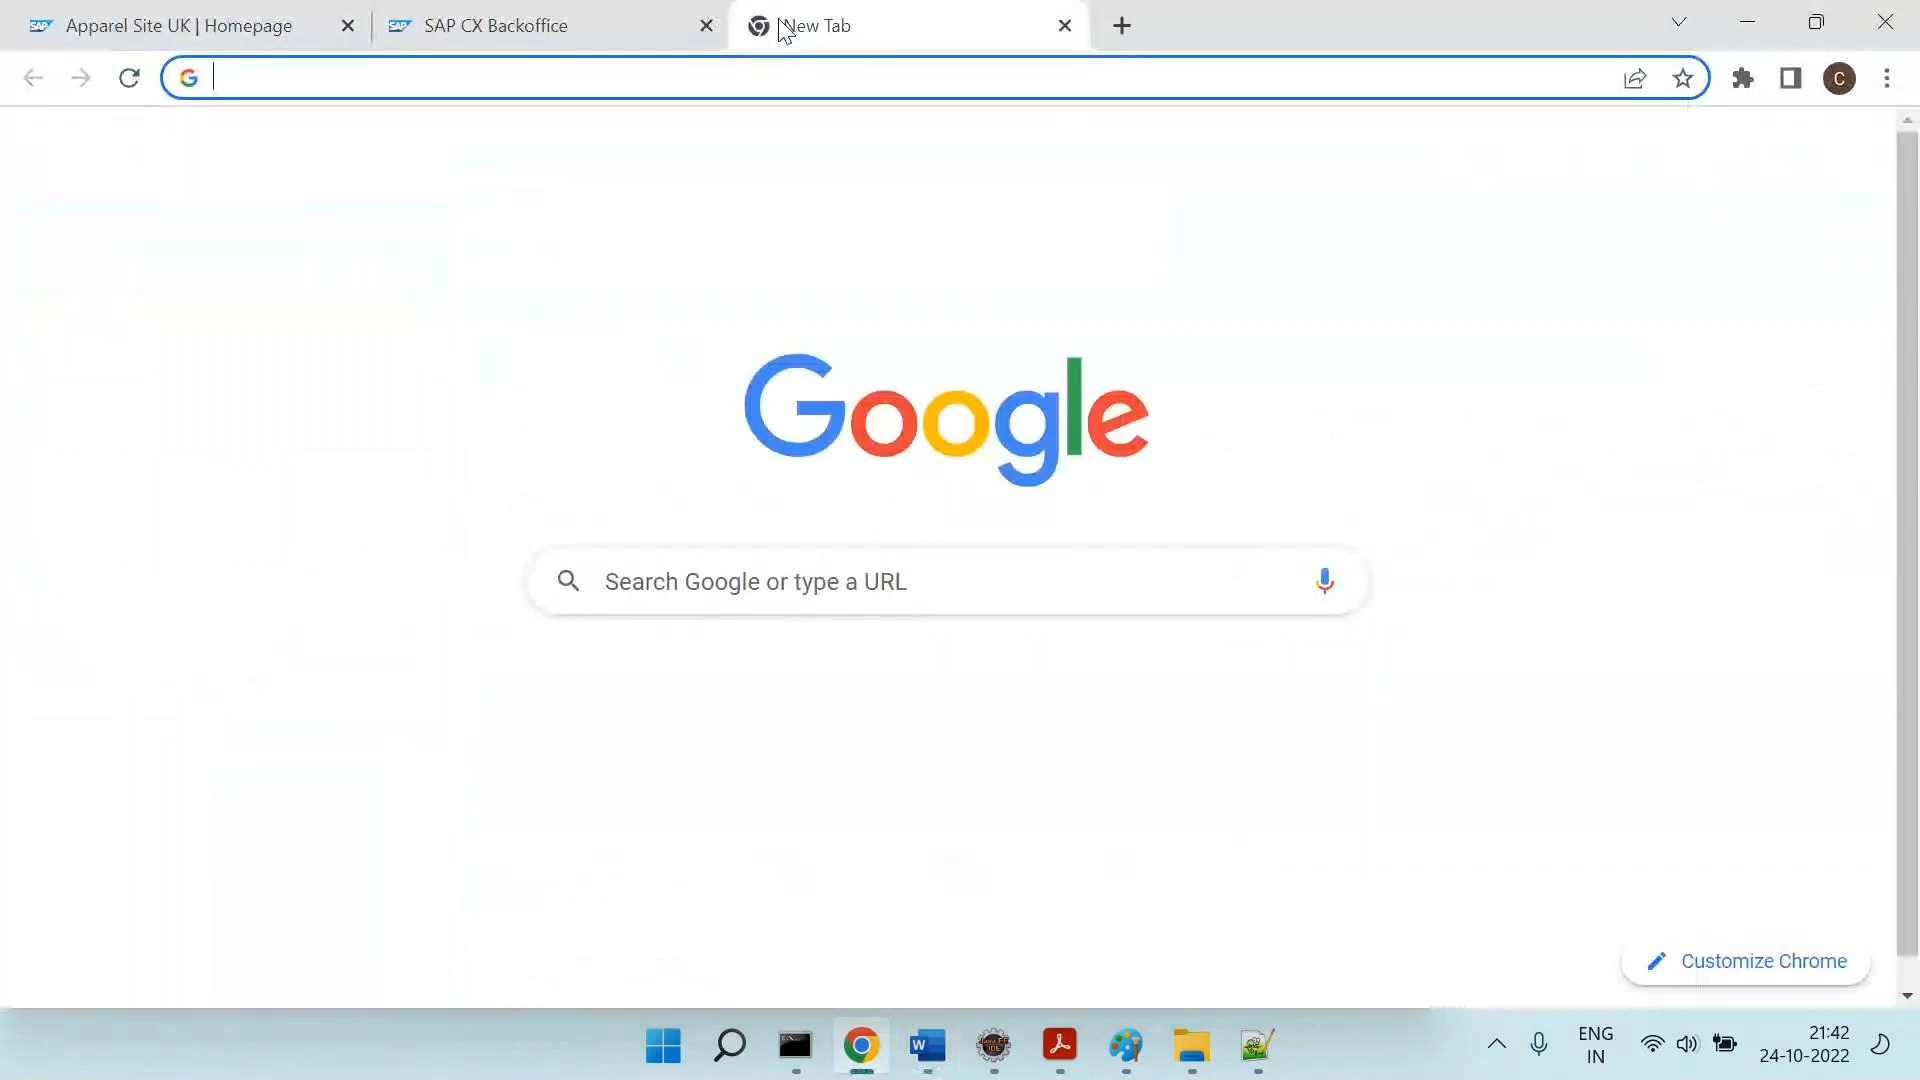 Apparel Site UK | Homepage
SAP CX Backoffice
New Tab
C
Google
Search Google or type a URL
Customize Chrome
ENG
IN
21:42
24-10-2022